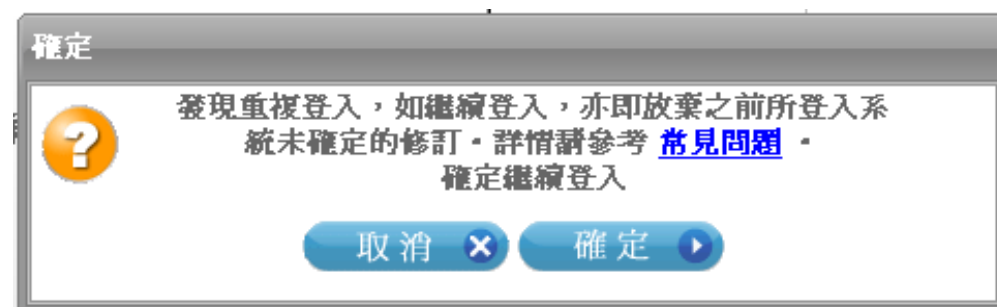 確定
發現重複登入，如繼續登入，亦即放棄之前所登入系
統未確定的修訂。詳情請參考 常見問題 。
確定繼續登入
取消 確定